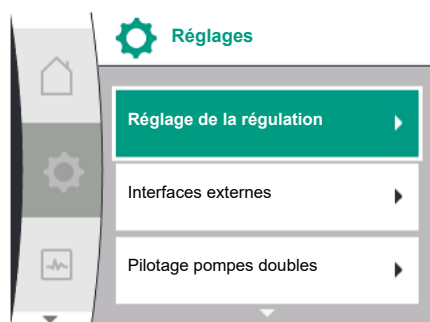 Réglages
Réglage de la régulation
Interfaces externes
Pilotage pompes doubles